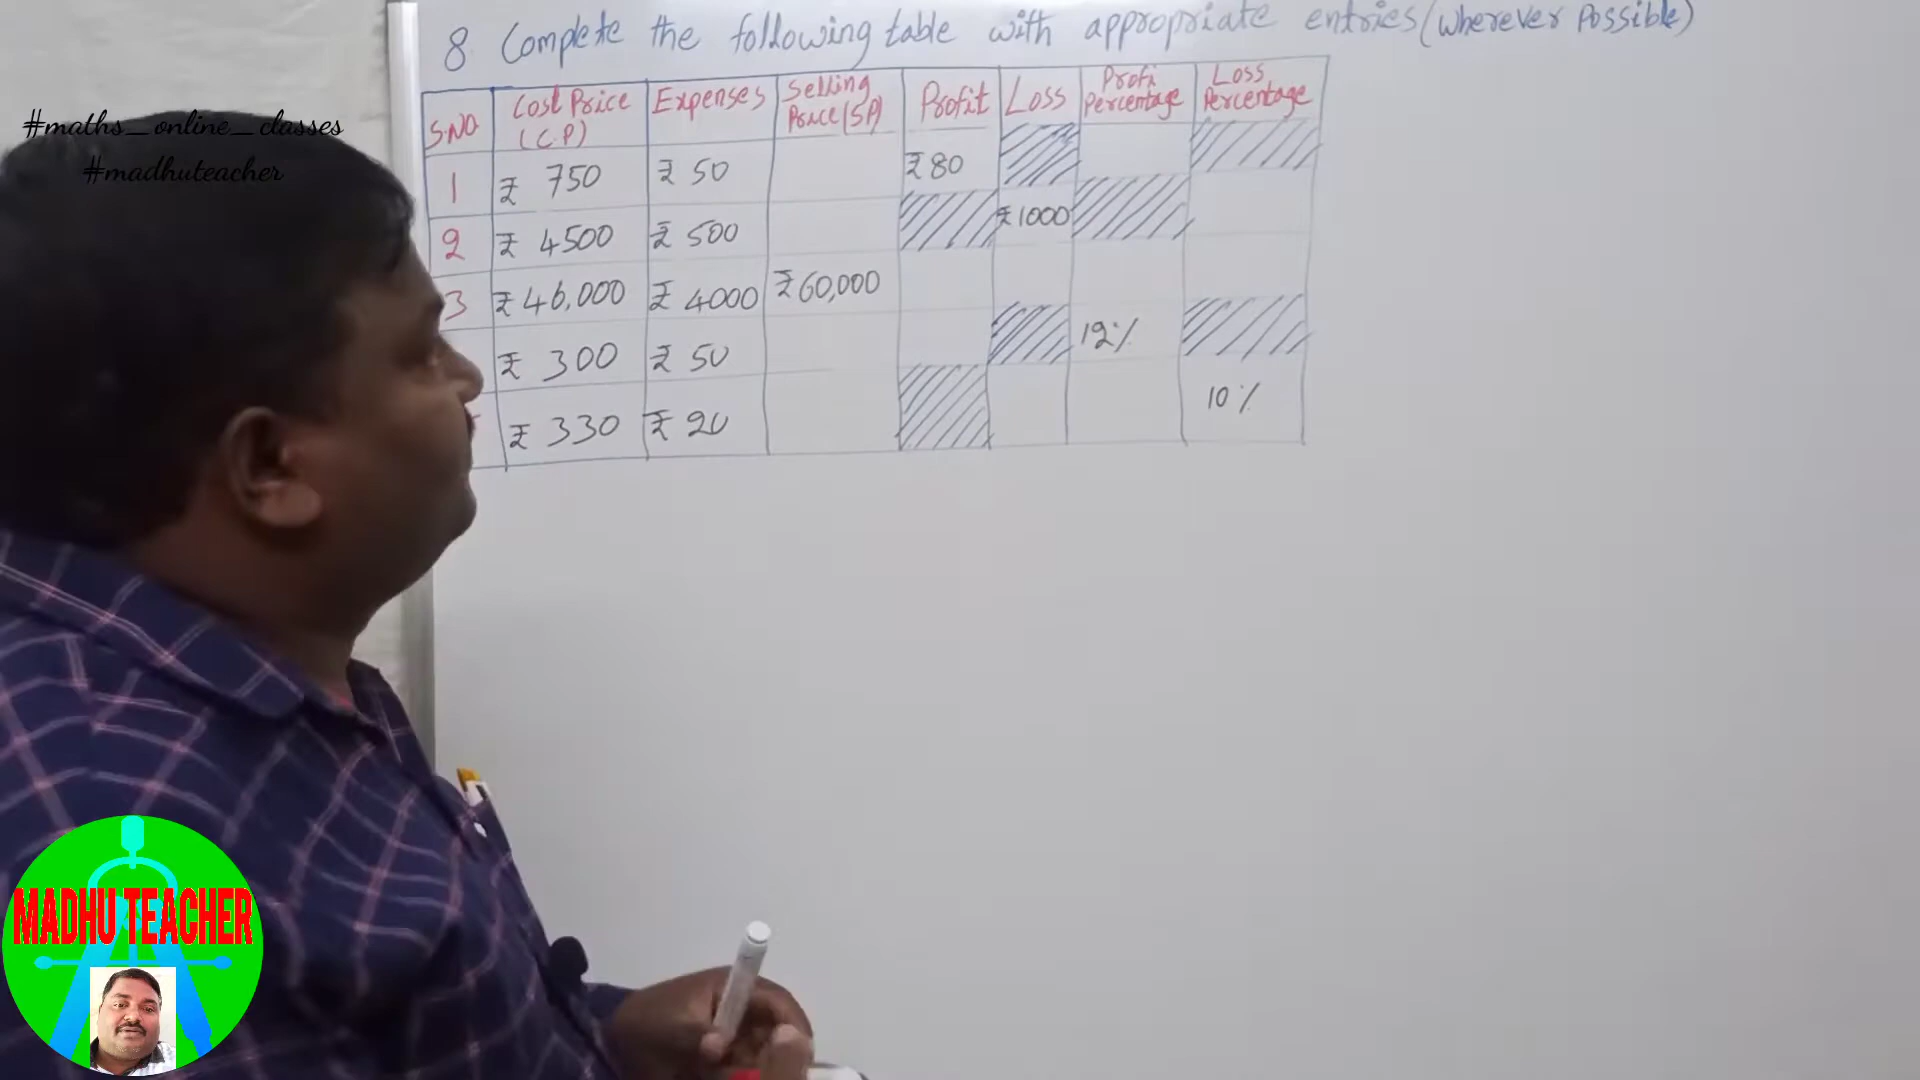 8 Complete the following table with appropriate entries (wherever possible)
S.NO Cost Price (C.P) Expenses Selling Price (SP) Profit Loss Profi Percentage Loss Percentage
1 ₹ 750 ₹ 50 ₹80
2 ₹ 4500 ₹ 500 ₹1000
3 ₹46,000 ₹ 4000 ₹60,000
₹ 300 ₹ 50 12%
₹ 330 ₹ 20 10%
#maths_online_classes
#madhuteacher
MADHU TEACHER